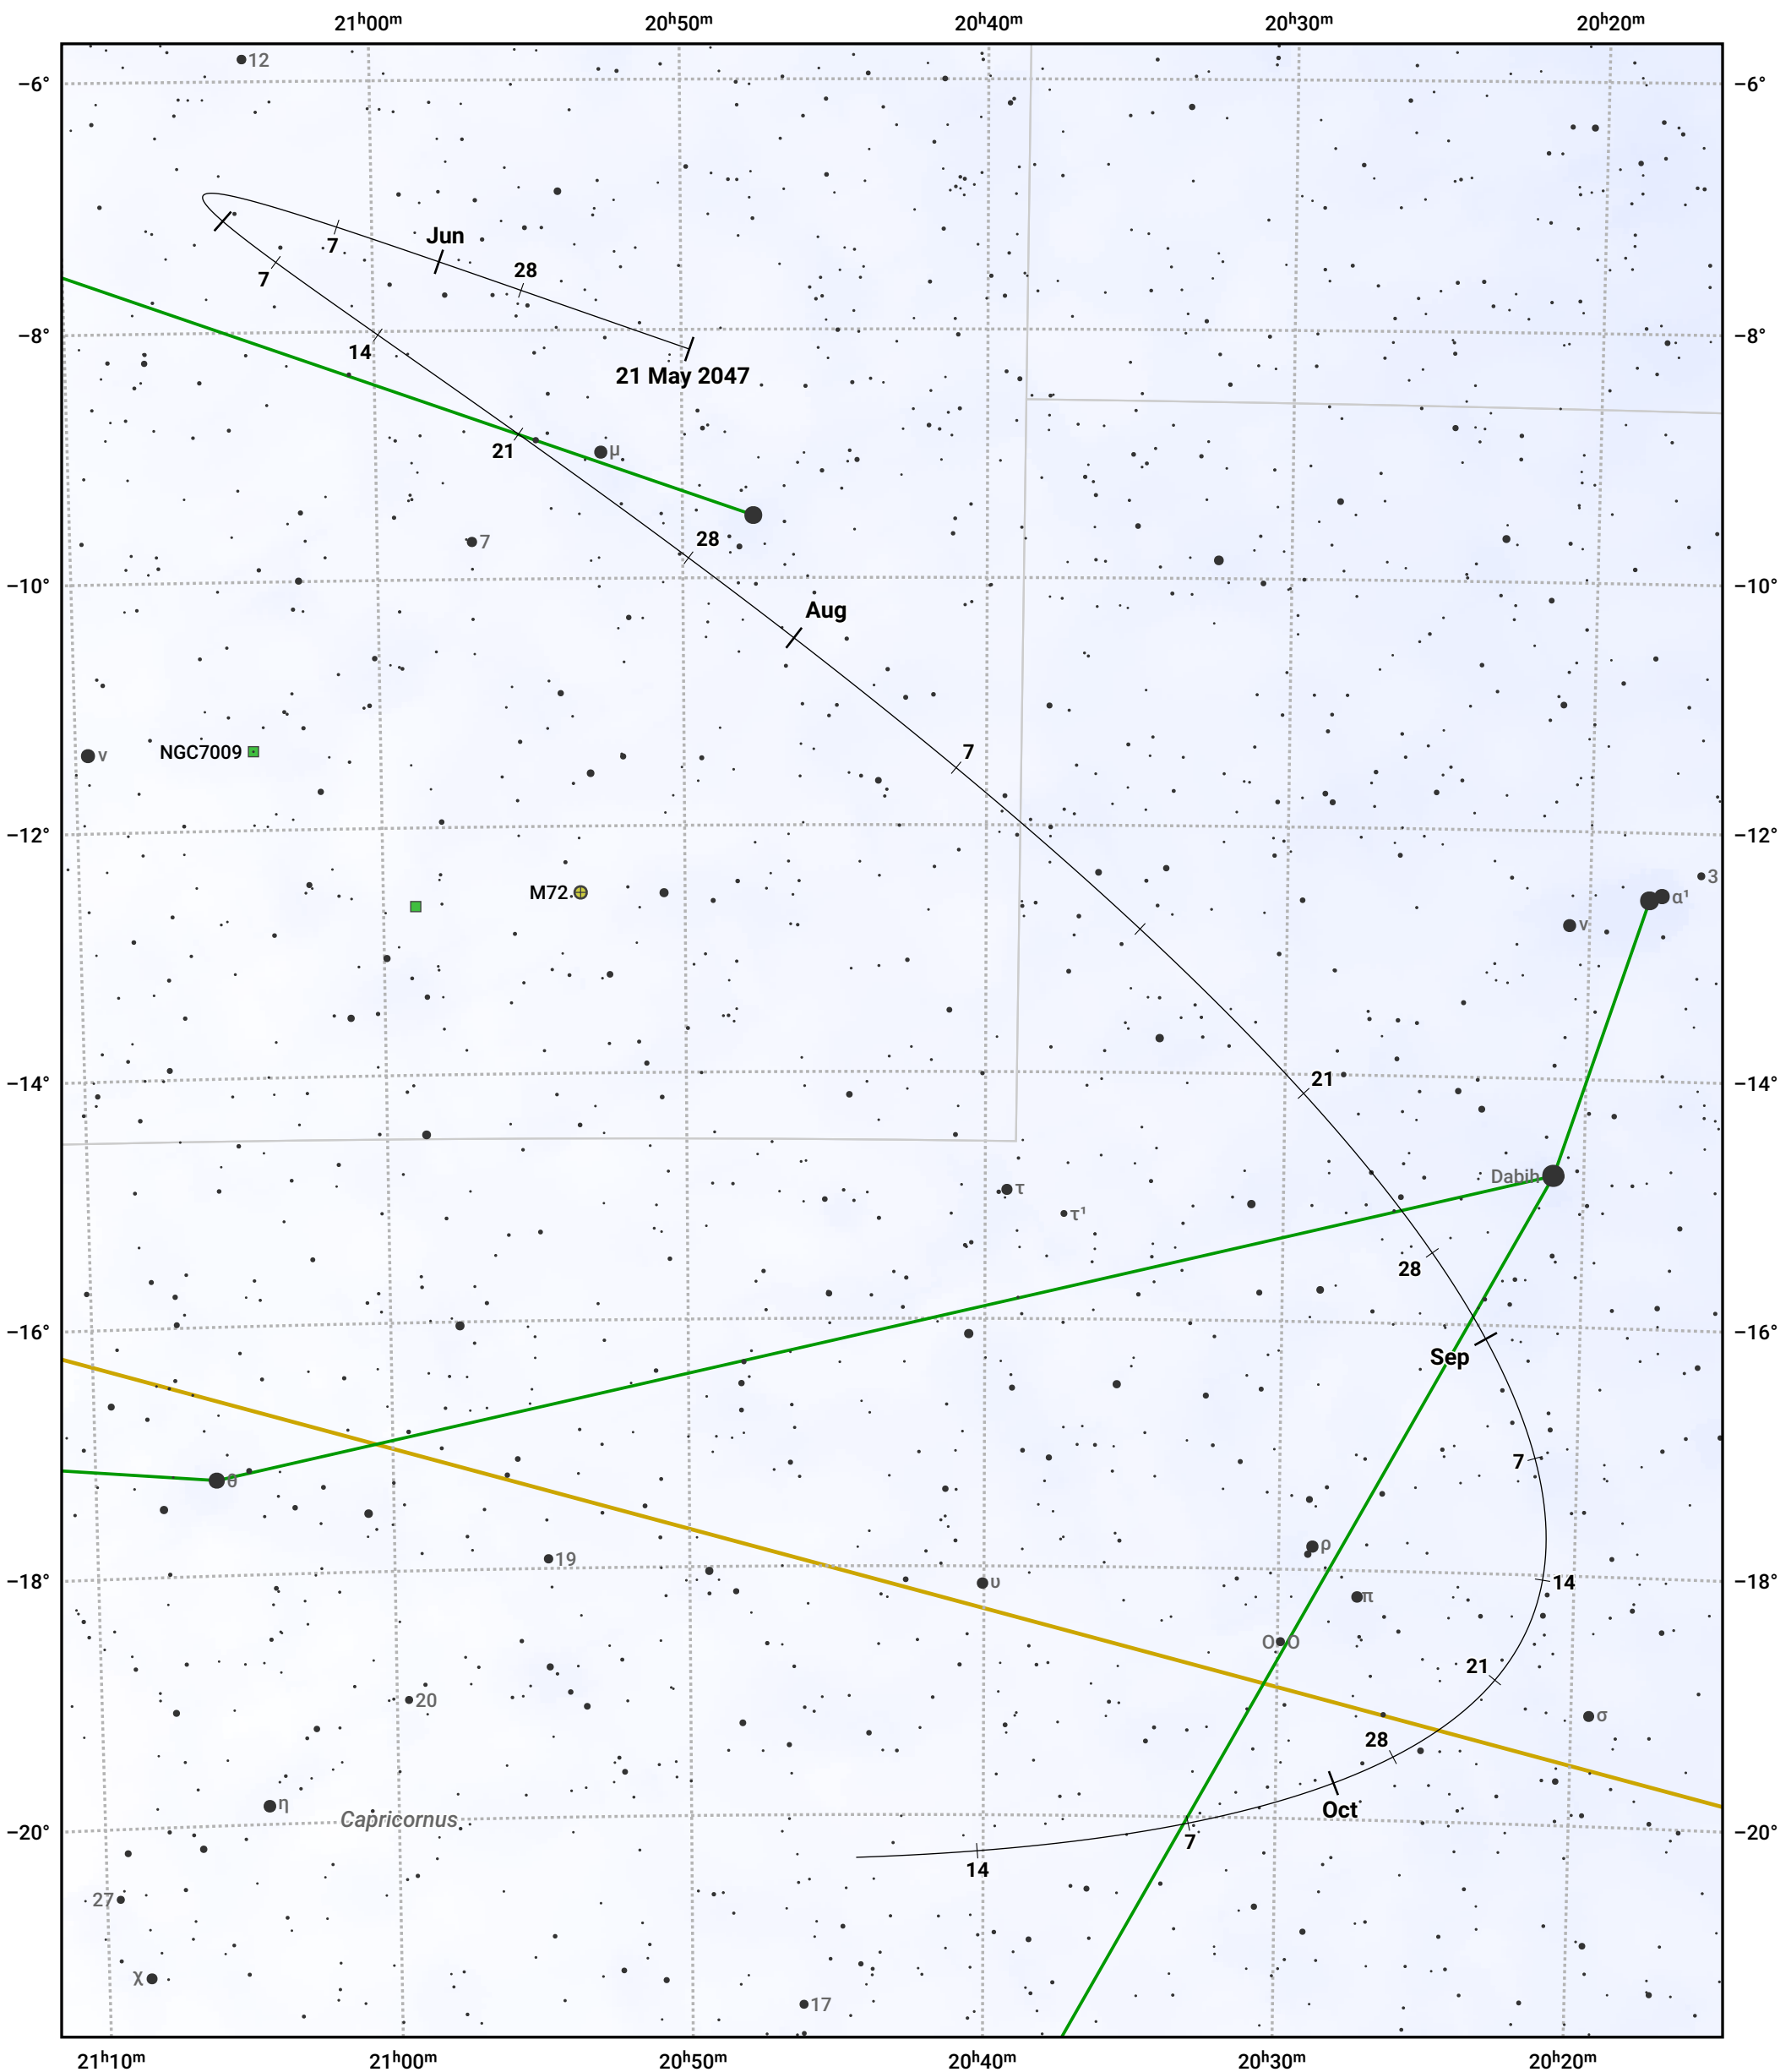 21ʰ00ᵐ 20ʰ50ᵐ 20ʰ40ᵐ 20ʰ30ᵐ 20ʰ20ᵐ
12
−6° −6°
Jun
7
28
7
−8° −8°
14
21 May 2047
21 μ
28
7
−10° −10°
Aug
7
ν NGC7009
−12° −12°
3
M72 α¹
ν
21
−14° −14°
Dabih
τ
τ¹
28
−16° −16°
Sep
7
θ
ρ
19
−18° υ 14 −18°
π
O O
21
20
σ
28
η Oct
Capricornus
−20° 7 −20°
14
27
χ
17
21ʰ10ᵐ 21ʰ00ᵐ 20ʰ50ᵐ 20ʰ40ᵐ 20ʰ30ᵐ 20ʰ20ᵐ